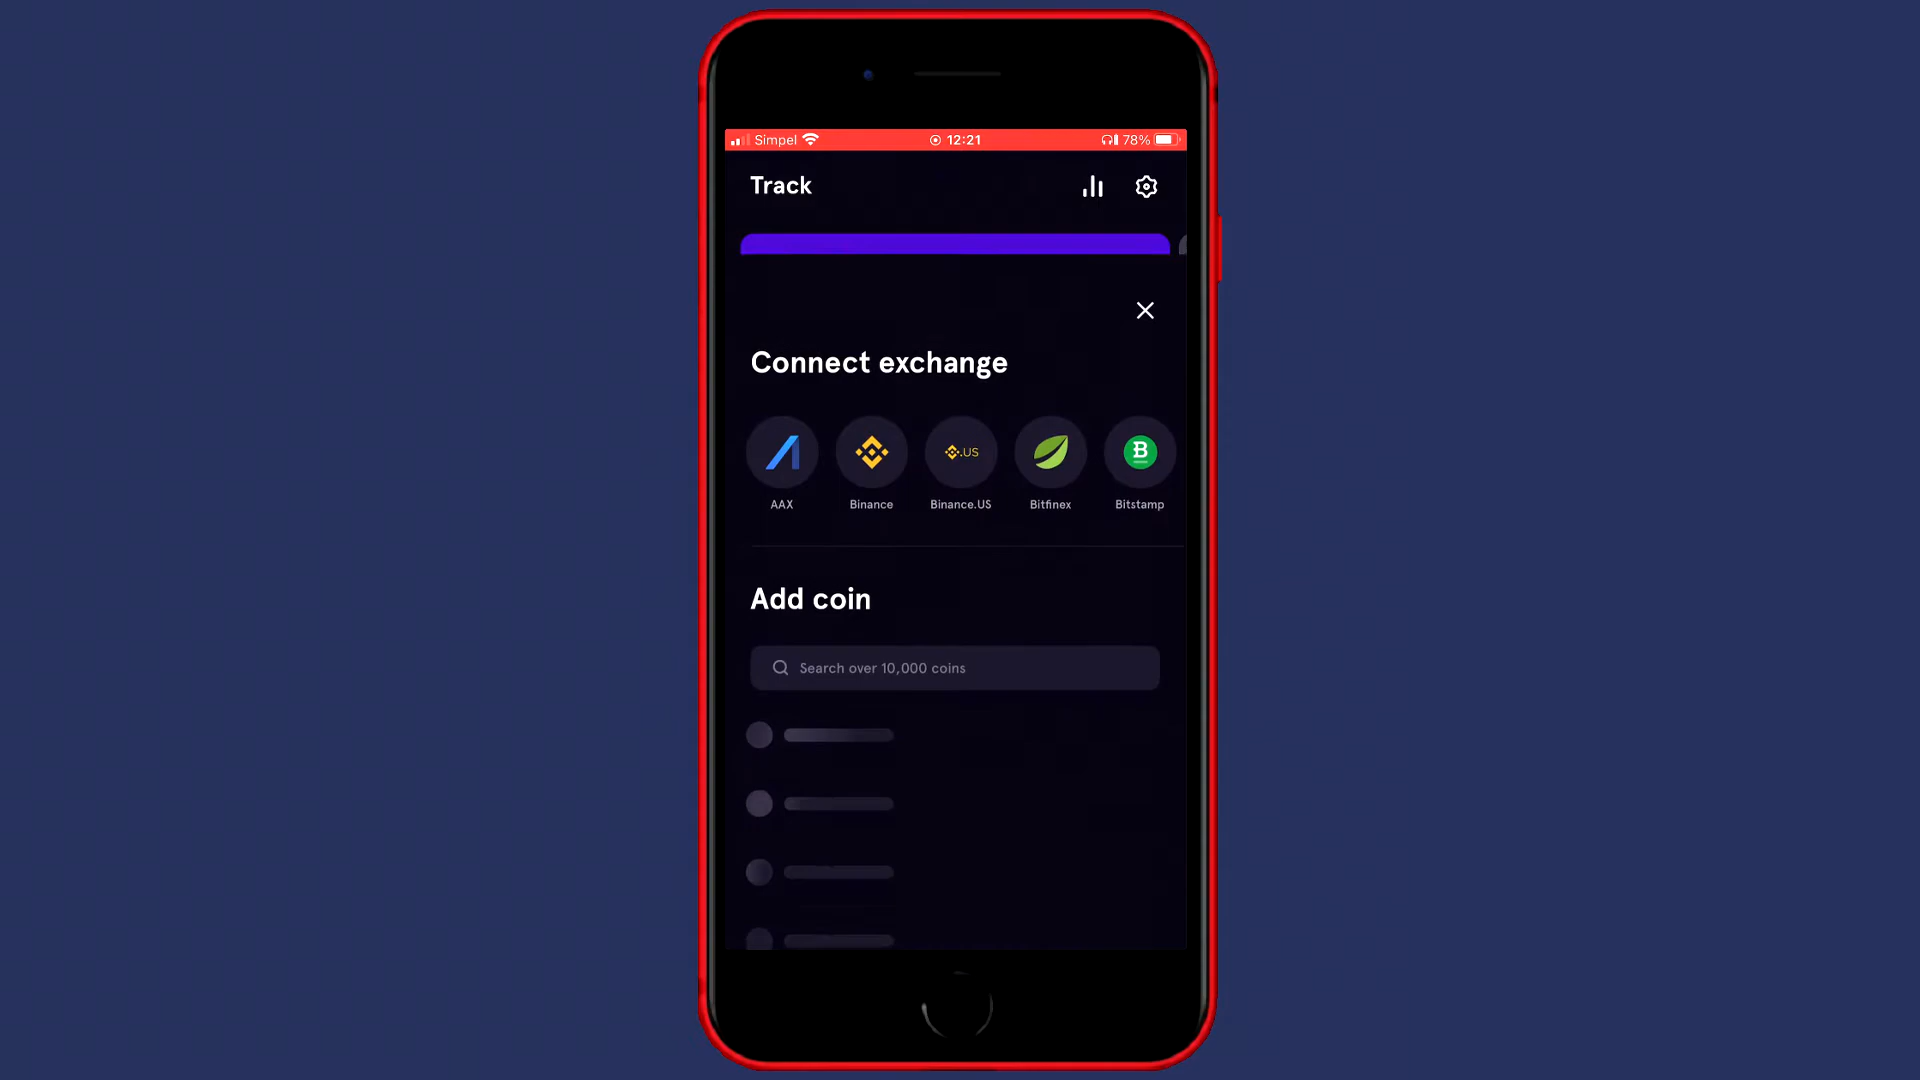 Simpel 12:21 78%
Track
Connect exchange
.US B
AAX Binance Binance.US Bitfinex Bitstamp
Add coin
Search over 10,000 coins